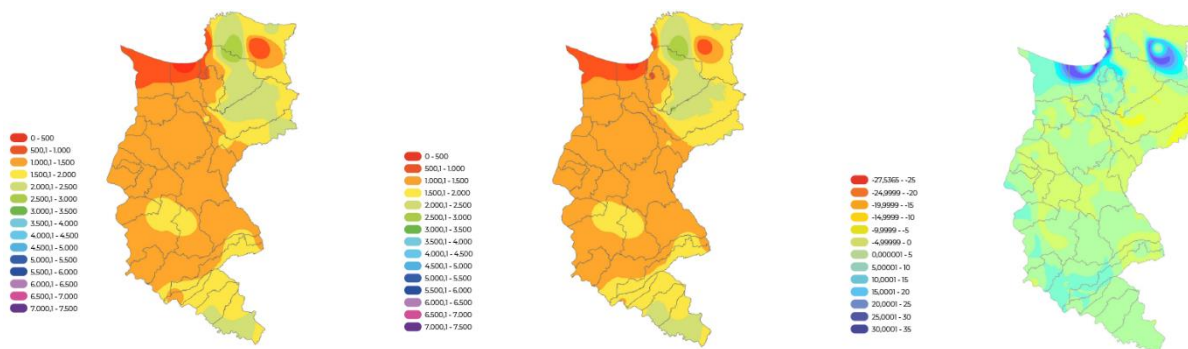 0 - 500
500,1 - 1.000
1.000,1 - 1.500
1.500,1 - 2.000
2.000,1 - 2.500
2.500,1 - 3.000
3.000,1 - 3.500
3.500,1 - 4.000
4.000,1 - 4.500
4.500,1 - 5.000
5.000,1 - 5.500
5.500,1 - 6.000
6.000,1 - 6.500
6.500,1 - 7.000
7.000,1 - 7.500
0 - 500
500,1 - 1.000
1.000,1 - 1.500
1.500,1 - 2.000
2.000,1 - 2.500
2.500,1 - 3.000
3.000,1 - 3.500
3.500,1 - 4.000
4.000,1 - 4.500
4.500,1 - 5.000
5.000,1 - 5.500
5.500,1 - 6.000
6.000,1 - 6.500
6.500,1 - 7.000
7.000,1 - 7.500
-27,5365 - -25
-24,9999 - -20
-19,9999 - -15
-14,9999 - -10
-9,9999 - -5
-4,99999 - 0
0,000001 - 5
5,00001 - 10
10,0001 - 15
15,0001 - 20
20,0001 - 25
25,0001 - 30
30,0001 - 35